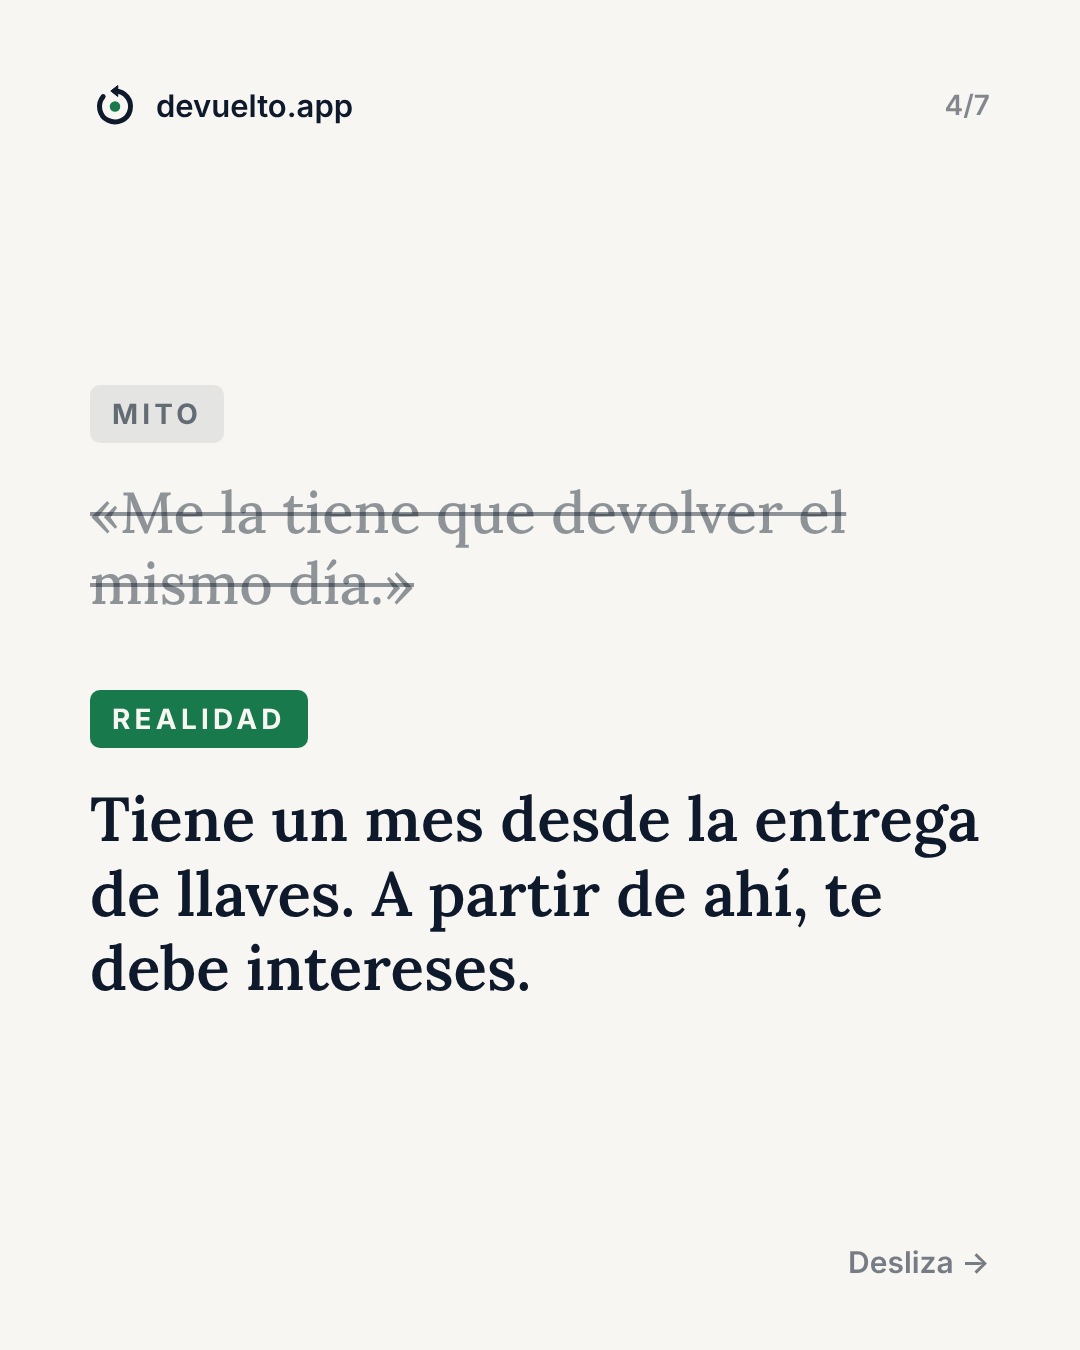 devuelto.app
4/7
MITO
«Me la tiene que devolver el
mismo día.»
REALIDAD
Tiene un mes desde la entrega
de llaves. A partir de ahí, te
debe intereses.
Desliza →